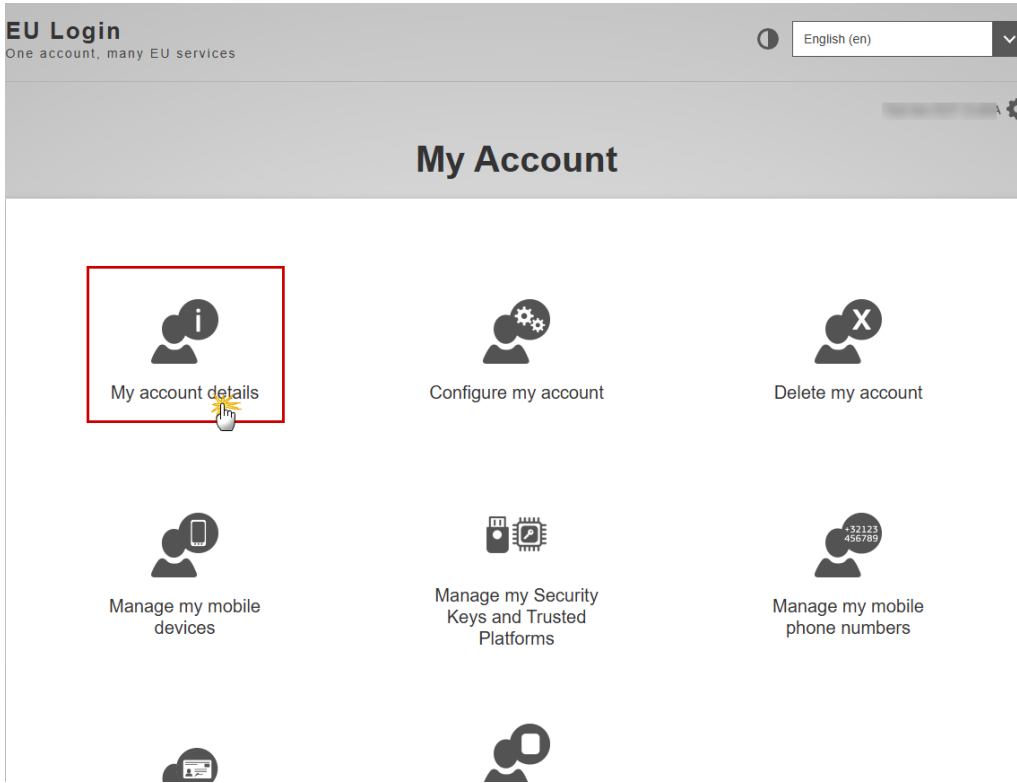 EU Login
One account, many EU services
English (en)
My Account
i
X
My account details
Configure my account
Delete my account
+32123
456789
Manage my mobile
devices
Manage my Security
Keys and Trusted
Platforms
Manage my mobile
phone numbers